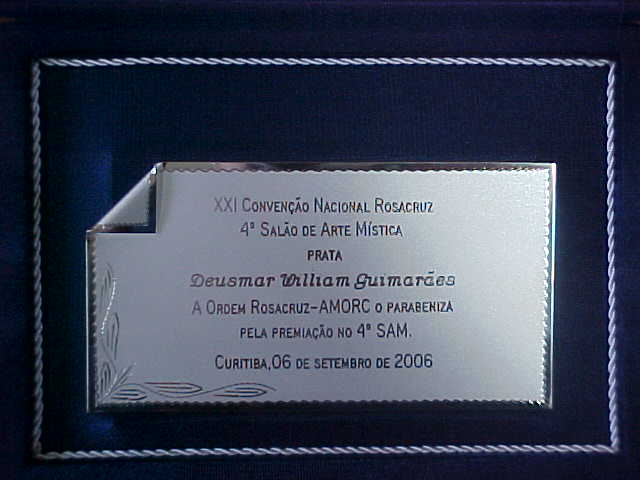 XXI Convenção Nacional Rosacruz
4º Salão de Arte Mística
PRATA
Deusmar William Guimarães
A Ordem Rosacruz-AMORC o parabeniza
pela premiação no 4º SAM.
Curitiba,06 de setembro de 2006